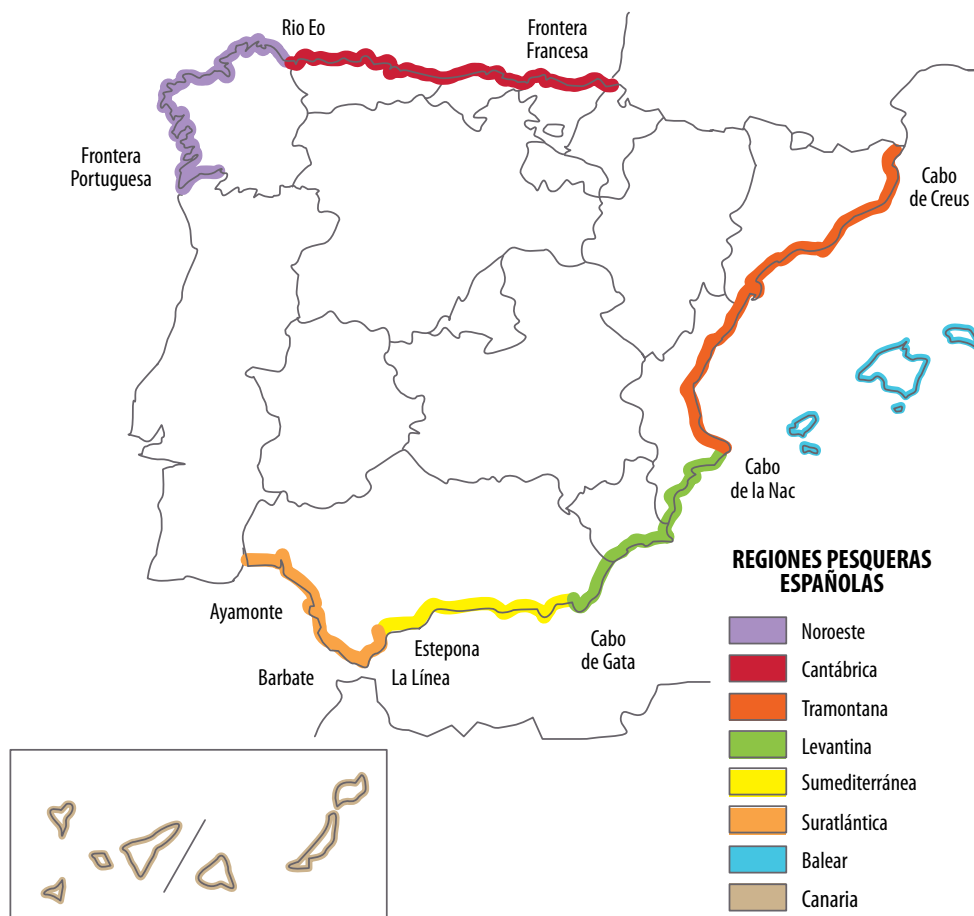 Rio Eo
Frontera
Francesa
Frontera
Portuguesa
Cabo
de Creus
Cabo
de la Nac
Ayamonte
Estepona
Cabo
de Gata
Barbate
La Línea
REGIONES PESQUERAS
ESPAÑOLAS
Noroeste
Cantábrica
Tramontana
Levantina
Sumediterránea
Suratlántica
Balear
Canaria